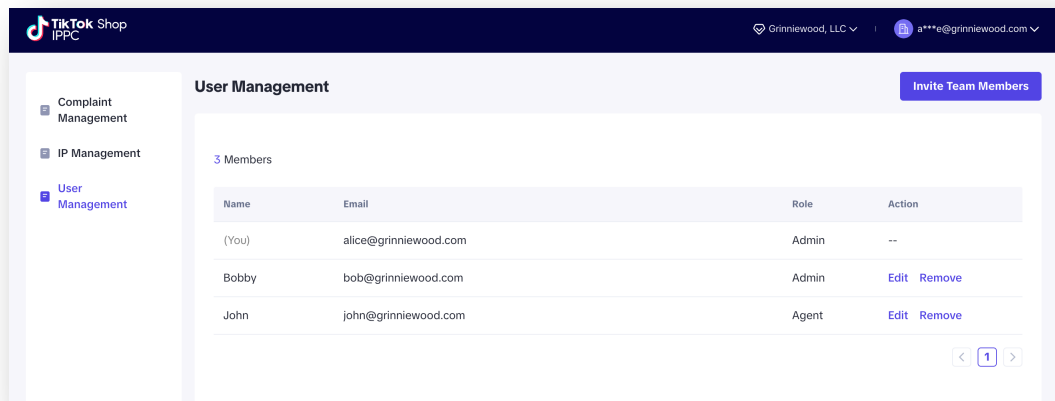 TikTok Shop
IPPC
Grinniewood, LLC
a***e@grinniewood.com
Complaint
Management
IP Management
User
Management
User Management
Invite Team Members
3 Members
Name Email Role Action
(You) alice@grinniewood.com Admin --
Bobby bob@grinniewood.com Admin Edit Remove
John john@grinniewood.com Agent Edit Remove
< 1 >